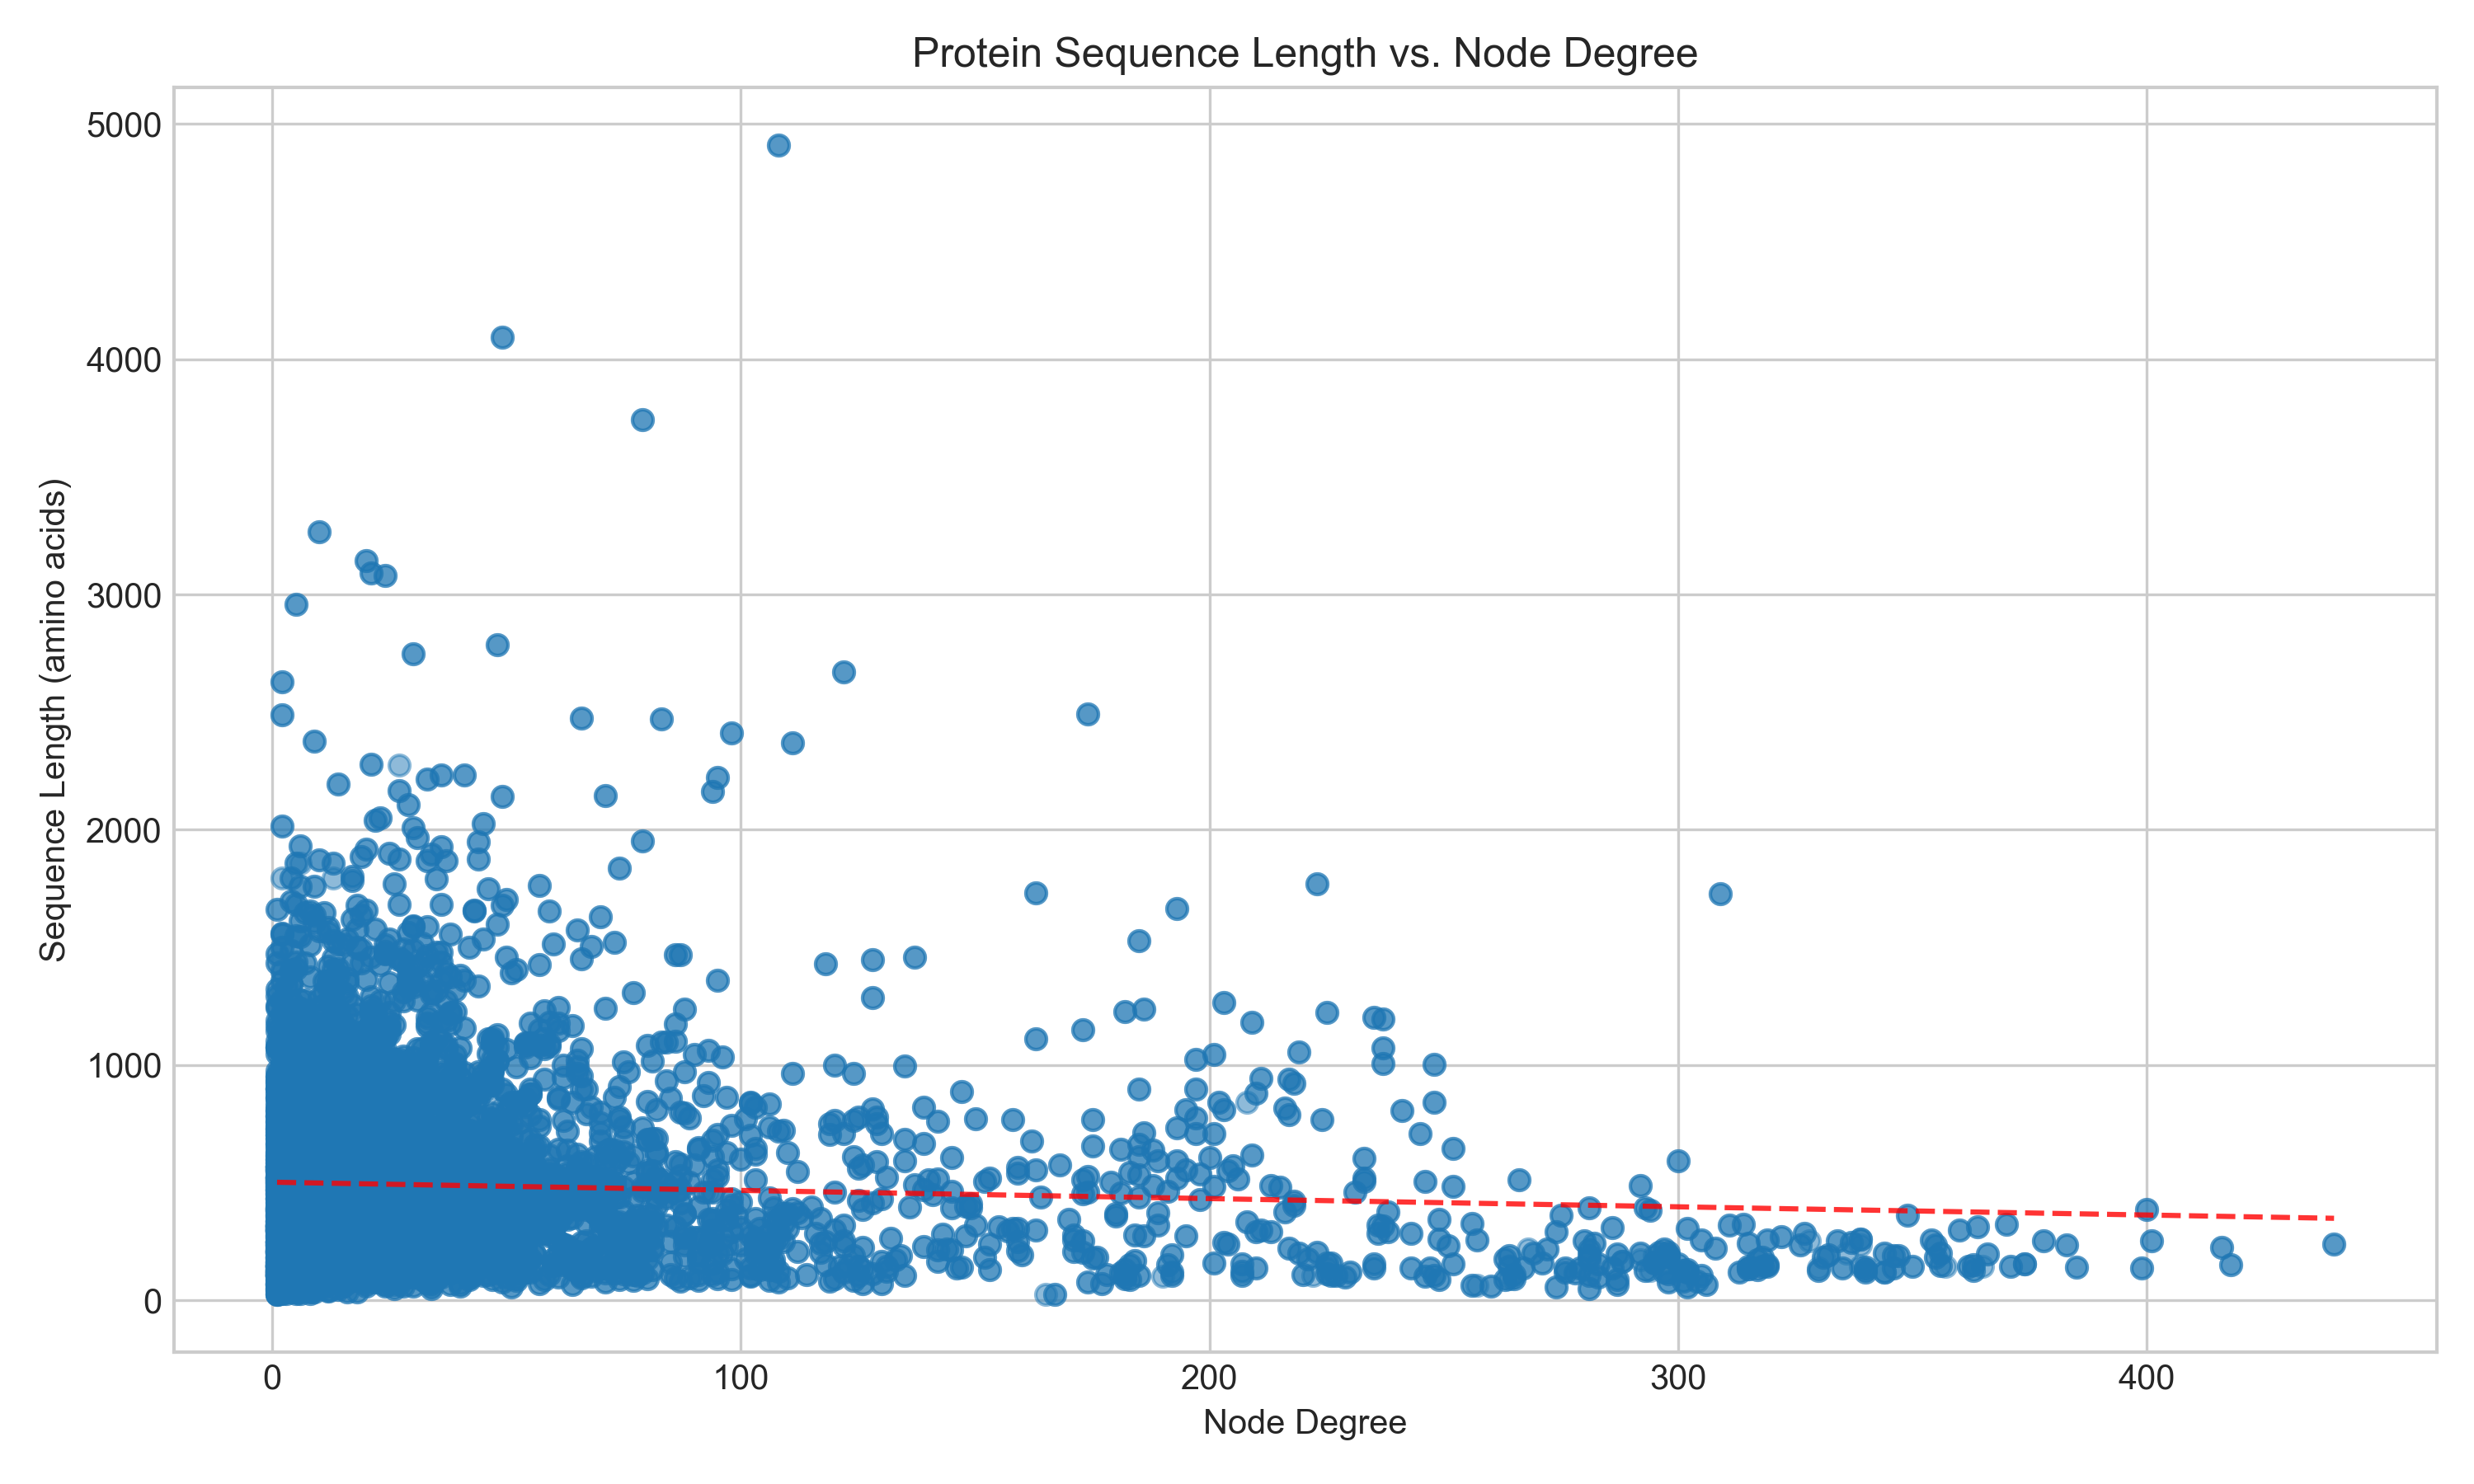 Protein Sequence Length vs. Node Degree
5000
4000
3000
2000
1000
0
Sequence Length (amino acids)
0 100 200 300 400
Node Degree